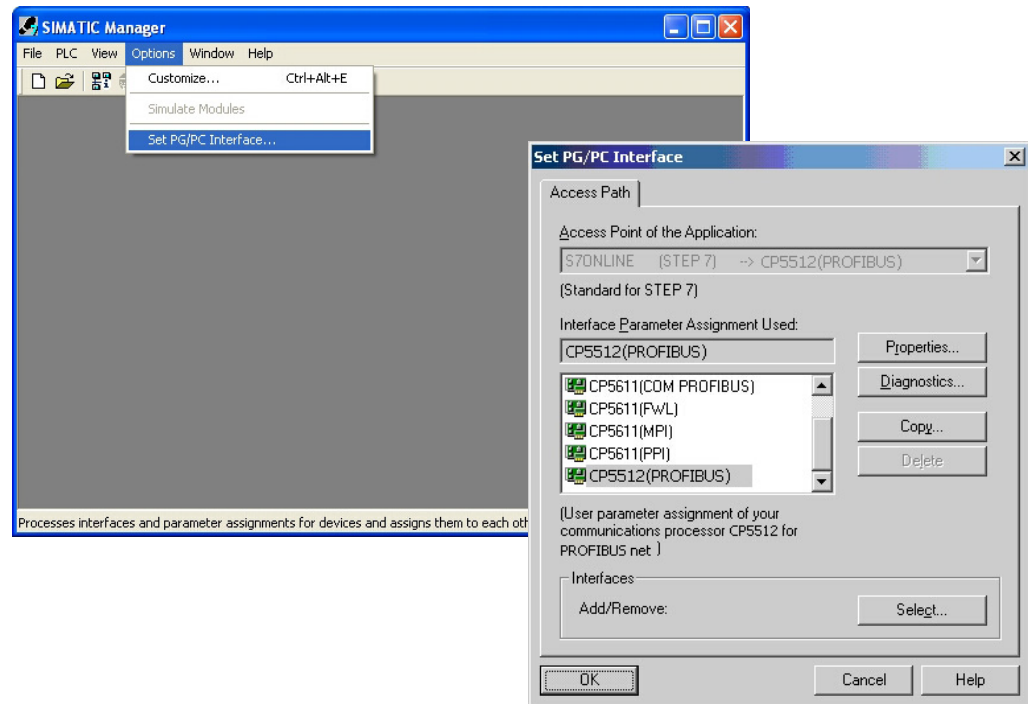 SIMATIC Manager
File PLC View Options Window Help
Customize... Ctrl+Alt+E
Simulate Modules
Set PG/PC Interface...
Processes interfaces and parameter assignments for devices and assigns them to each oth
Set PG/PC Interface
Access Path
Access Point of the Application:
S7ONLINE (STEP 7) --> CP5512(PROFIBUS)
(Standard for STEP 7)
Interface Parameter Assignment Used:
CP5512(PROFIBUS)
Properties...
CP5611(COM PROFIBUS)
Diagnostics...
CP5611(FWL)
CP5611(MPI)
Copy...
CP5611(PPI)
Delete
CP5512(PROFIBUS)
(User parameter assignment of your
communications processor CP5512 for
PROFIBUS net )
Interfaces
Add/Remove:
Select...
OK
Cancel
Help